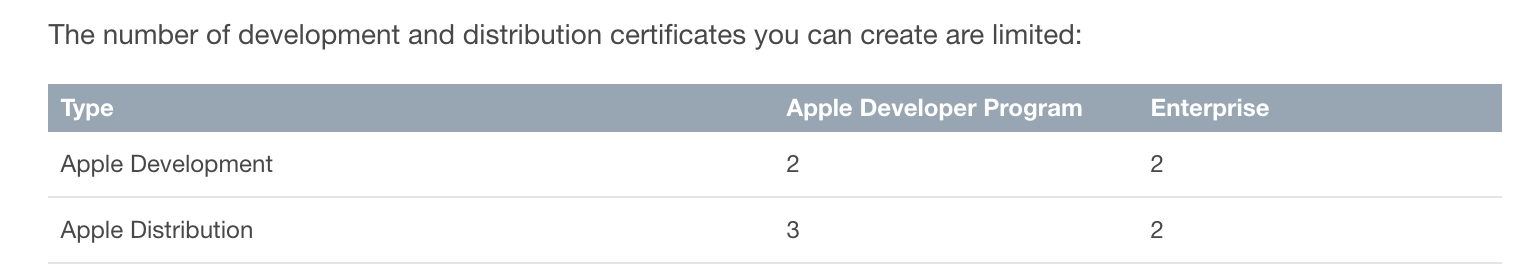 The number of development and distribution certificates you can create are limited:
Type Apple Developer Program Enterprise
Apple Development 2 2
Apple Distribution 3 2